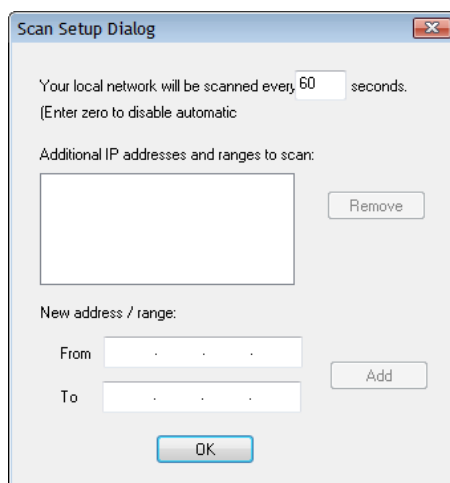 Scan Setup Dialog
Your local network will be scanned every 60 seconds.
(Enter zero to disable automatic
Additional IP addresses and ranges to scan:
Remove
New address / range:
From . . .
Add
To . . .
OK